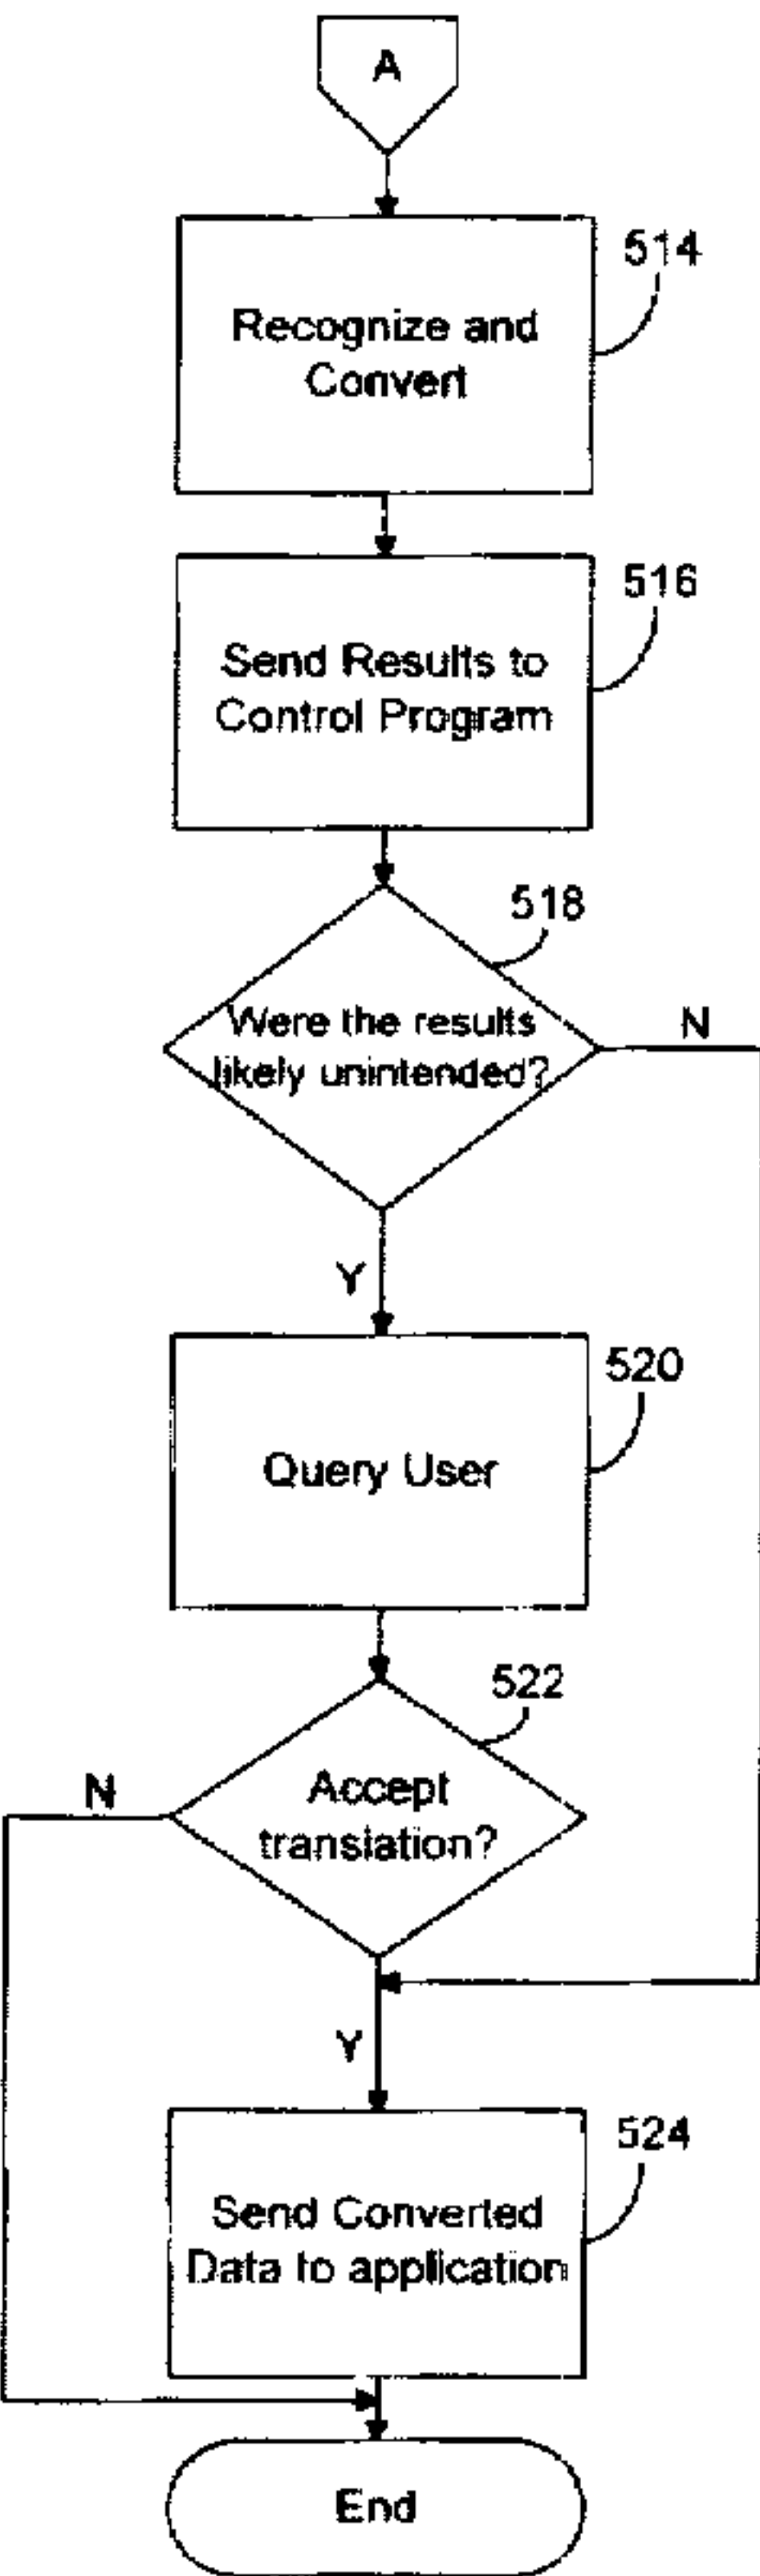 A
514
Recognize and
Convert
516
Send Results to
Control Program
518
Were the results
likely unintended?
N
Y
520
Query User
522
Accept
translation?
N
Y
524
Send Converted
Data to application
End